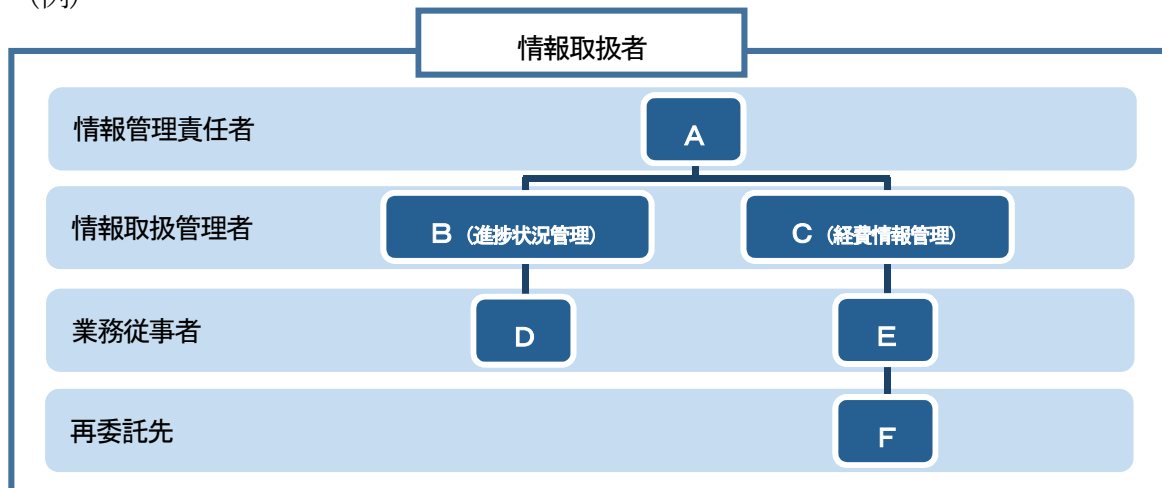 (例)
情報取扱者
情報管理責任者
A
情報取扱管理者
B(進捗状況管理)
C(経費情報管理)
業務従事者
D
E
再委託先
F